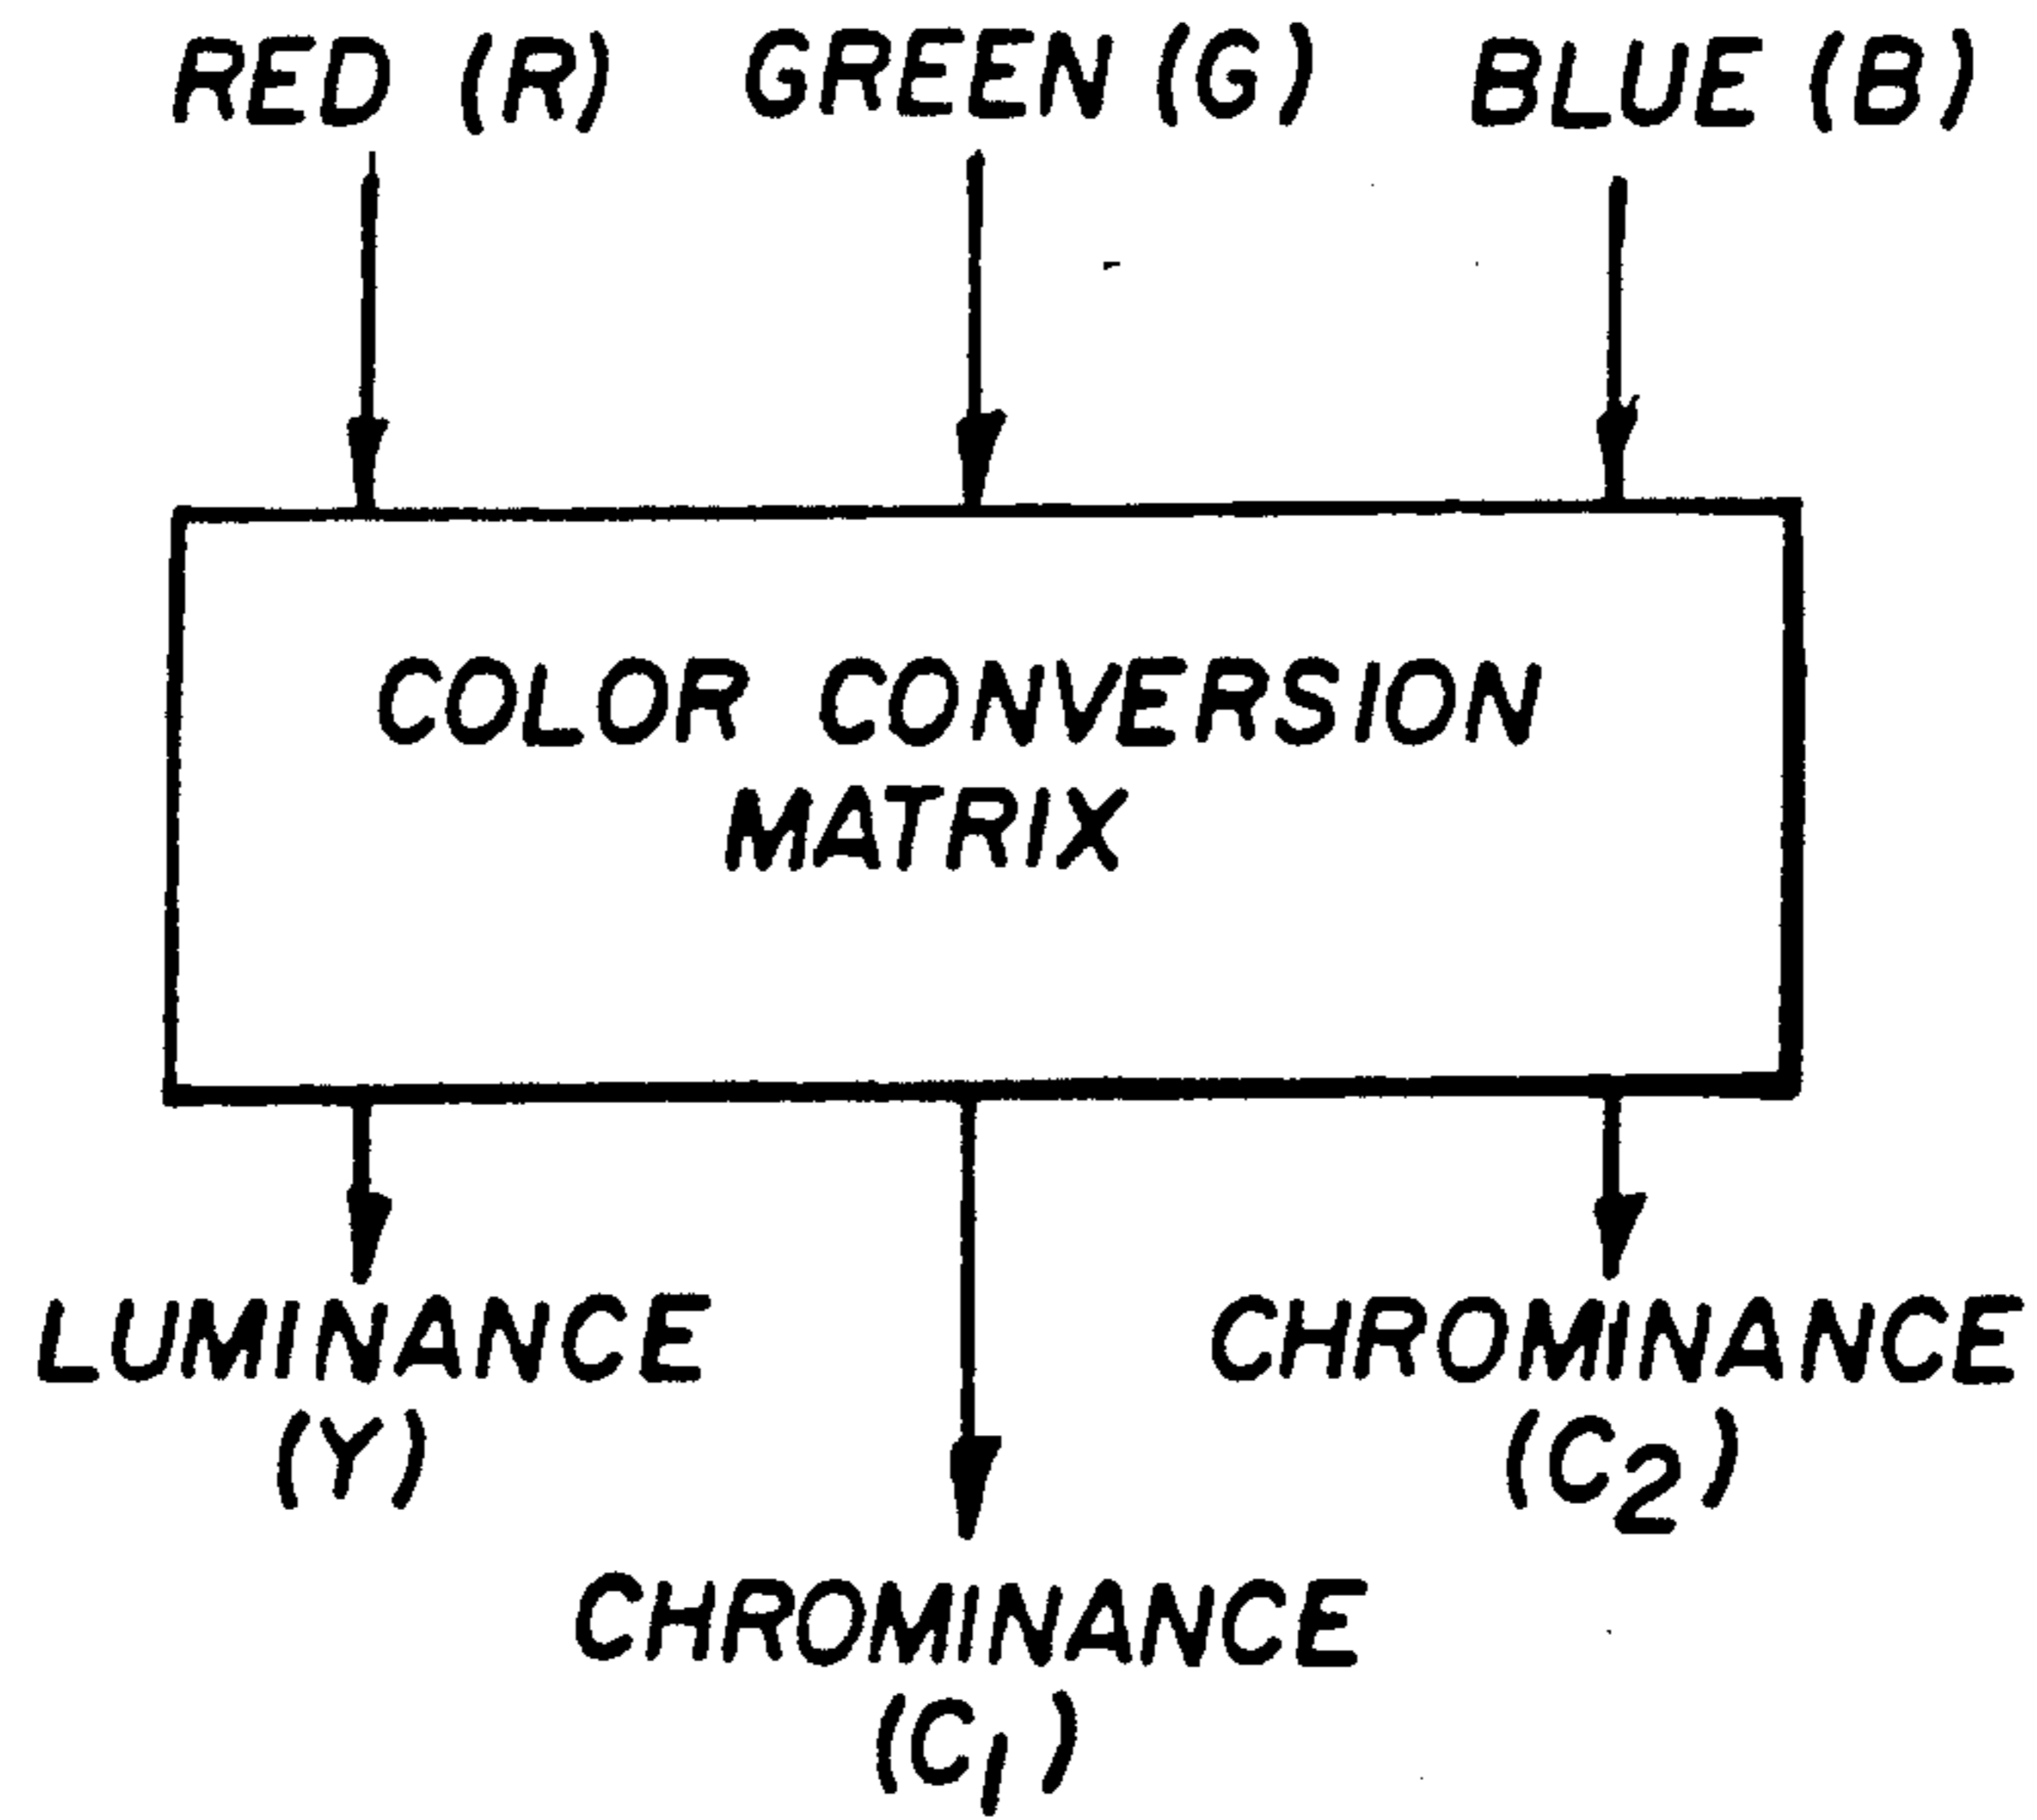 RED (R) GREEN (G) BLUE (B)
COLOR CONVERSION
MATRIX
LUMINANCE
(Y)
CHROMINANCE
(C2)
CHROMINANCE
(C1)